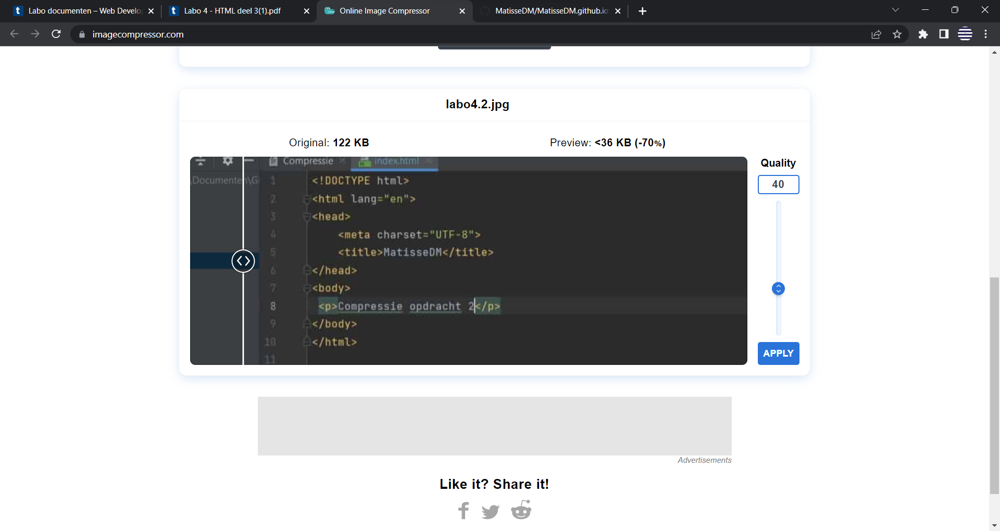 Labo documenten – Web Develo
Labo 4 - HTML deel 3(1).pdf
Online Image Compressor
MatisseDM/MatisseDM.github.io
imagecompressor.com
labo4.2.jpg
Original: 122 KB
Preview: <36 KB (-70%)
Compressie
index.html
Quality
40
\Documenten\G
1 <!DOCTYPE html>
2 <html lang="en">
3 <head>
4 <meta charset="UTF-8">
5 <title>MatisseDM</title>
6 </head>
7 <body>
8 <p>Compressie opdracht 2</p>
9 </body>
10 </html>
11
APPLY
Advertisements
Like it? Share it!